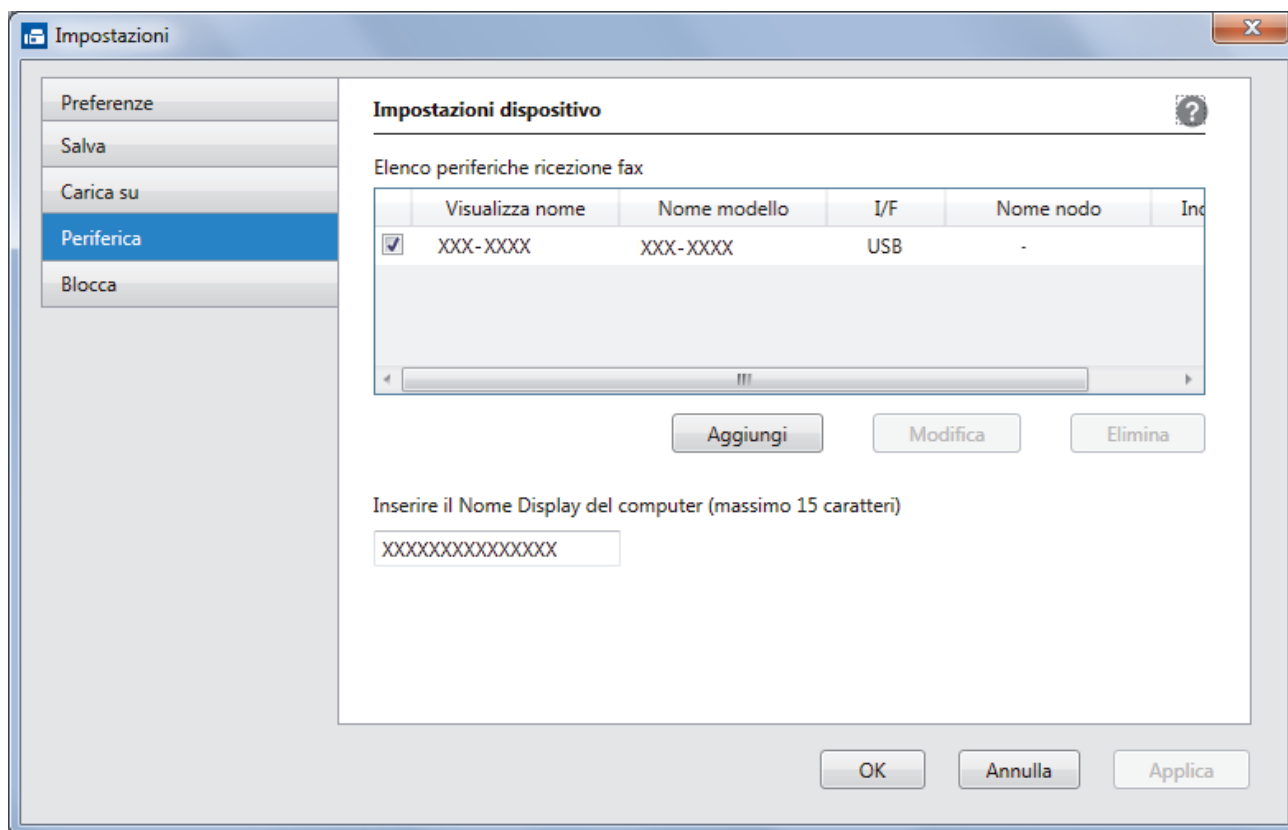 Impostazioni
Preferenze
Salva
Carica su
Periferica
Blocca
Impostazioni dispositivo
?
Elenco periferiche ricezione fax
Visualizza nome Nome modello I/F Nome nodo Ind
XXX-XXXX XXX-XXXX USB -
Aggiungi Modifica Elimina
Inserire il Nome Display del computer (massimo 15 caratteri)
XXXXXXXXXXXXXXX
OK Annulla Applica